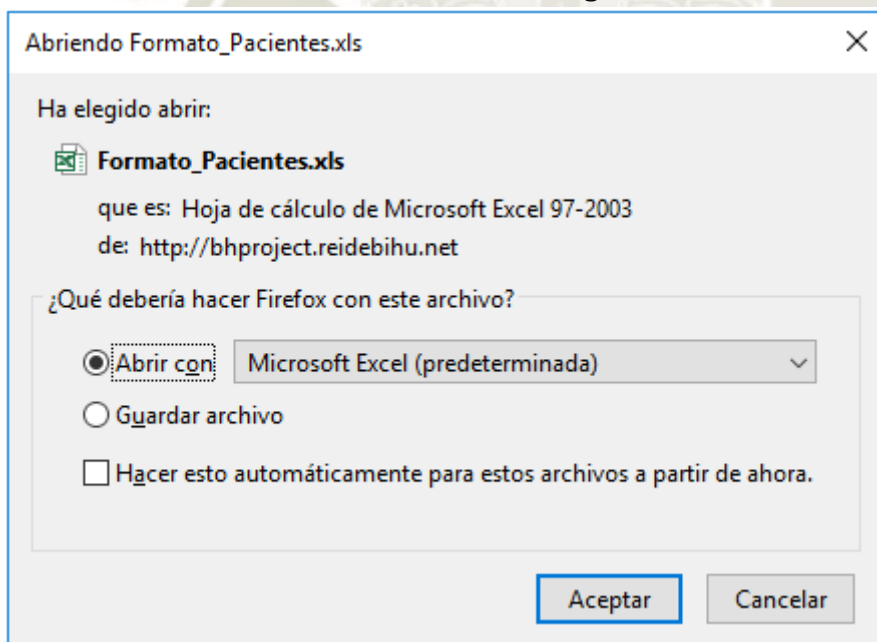 Abriendo Formato_Pacientes.xls
Ha elegido abrir:
Formato_Pacientes.xls
que es: Hoja de cálculo de Microsoft Excel 97-2003
de: http://bhproject.reidebihu.net
¿Qué debería hacer Firefox con este archivo?
Abrir con Microsoft Excel (predeterminada)
Guardar archivo
Hacer esto automáticamente para estos archivos a partir de ahora.
Aceptar Cancelar